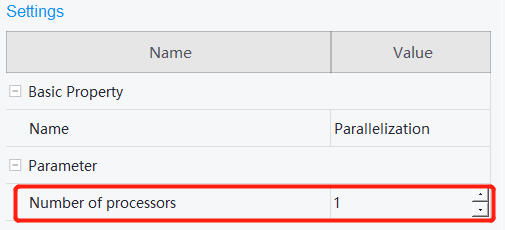 Settings
Name Value
Basic Property
Name Parallelization
Parameter
Number of processors 1